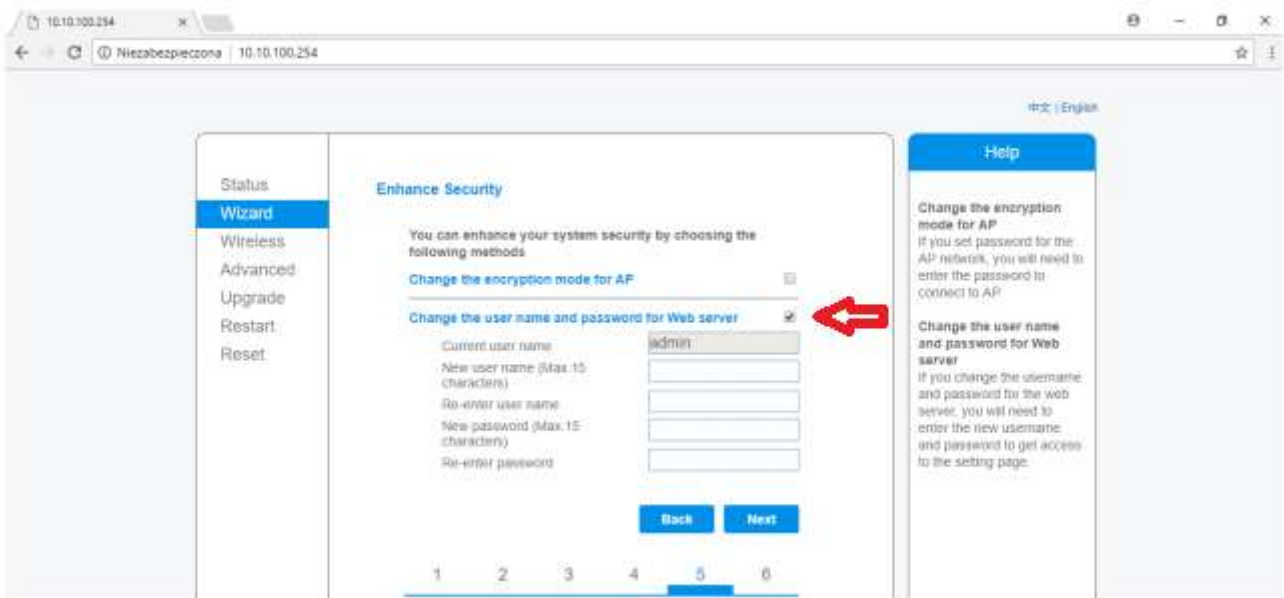 10.10.100.254
Niezabezpieczona | 10.10.100.254
中文 | English
Status
Wizard
Wireless
Advanced
Upgrade
Restart
Reset
Enhance Security
You can enhance your system security by choosing the
following methods
Change the encryption mode for AP
Change the user name and password for Web server
Current user name
admin
New user name (Max.15
characters)
Re-enter user name
New password (Max.15
characters)
Re-enter password
Back
Next
1 2 3 4 5 6
Help
Change the encryption
mode for AP
If you set password for the
AP network, you will need to
enter the password to
connect to AP.
Change the user name
and password for Web
server
If you change the username
and password for the web
server, you will need to
enter the new username
and password to get access
to the setting page.